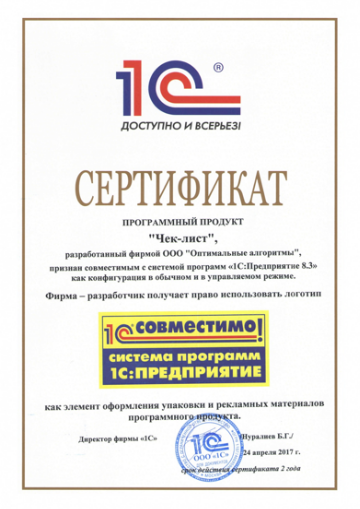 1С®
ДОСТУПНО И ВСЕРЬЕЗ!
СЕРТИФИКАТ
ПРОГРАММНЫЙ ПРОДУКТ
"Чек-лист",
разработанный фирмой ООО "Оптимальные алгоритмы",
признан совместимым с системой программ «1С:Предприятие 8.3»
как конфигурация в обычном и в управляемом режиме.
Фирма – разработчик получает право использовать логотип
1С СОВМЕСТИМО!
система программ
1С:ПРЕДПРИЯТИЕ
как элемент оформления упаковки и рекламных материалов
программного продукта.
Директор фирмы «1С» /Нуралиев Б.Г./
1С
ООО «1С»
24 апреля 2017 г.
срок действия сертификата 2 года